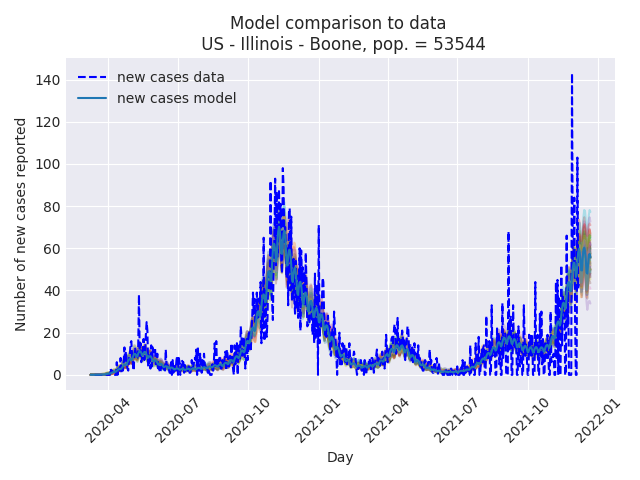 Model comparison to data
US - Illinois - Boone, pop. = 53544
new cases data
new cases model
Number of new cases reported
140
120
100
80
60
40
20
0
2020-04
2020-07
2020-10
2021-01
2021-04
2021-07
2021-10
2022-01
Day